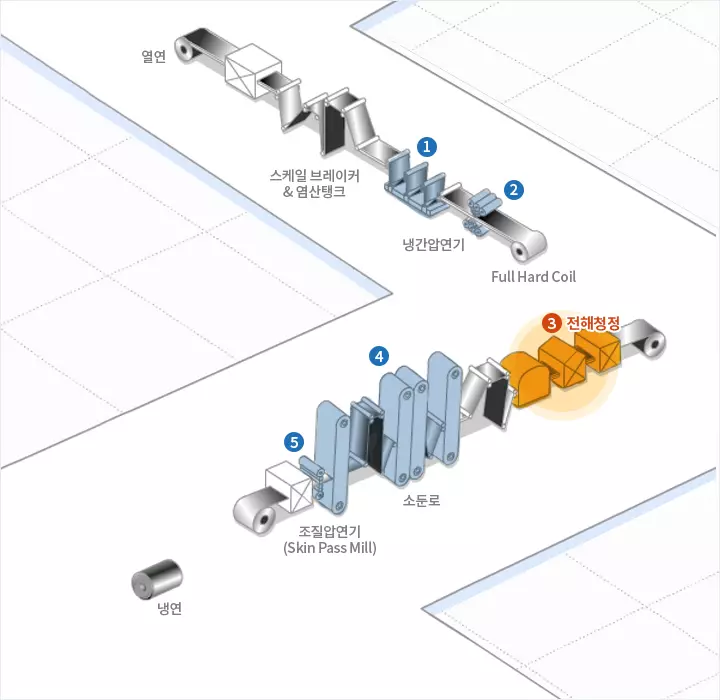 열연
스케일 브레이커
& 염산탱크
1
2
냉간압연기
Full Hard Coil
3 전해청정
4
5
소둔로
조질압연기
(Skin Pass Mill)
냉연